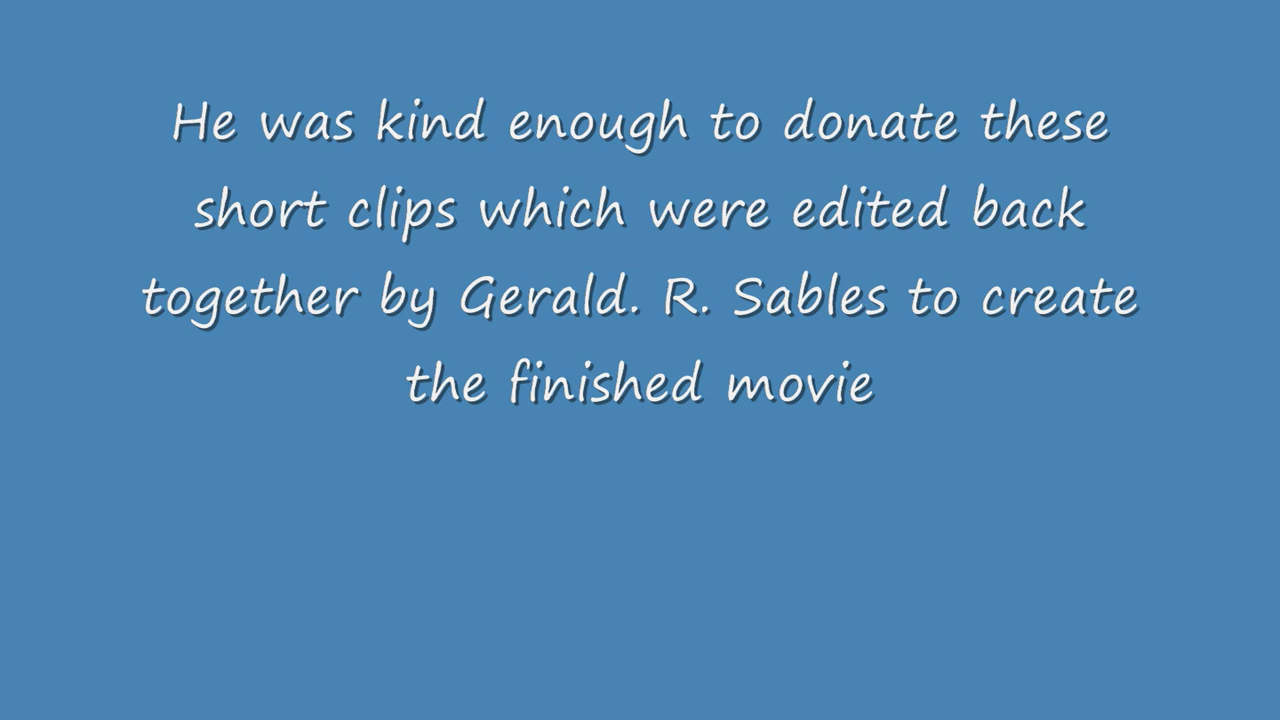 He was kind enough to donate these
short clips which were edited back
together by Gerald. R. Sables to create
the finished movie